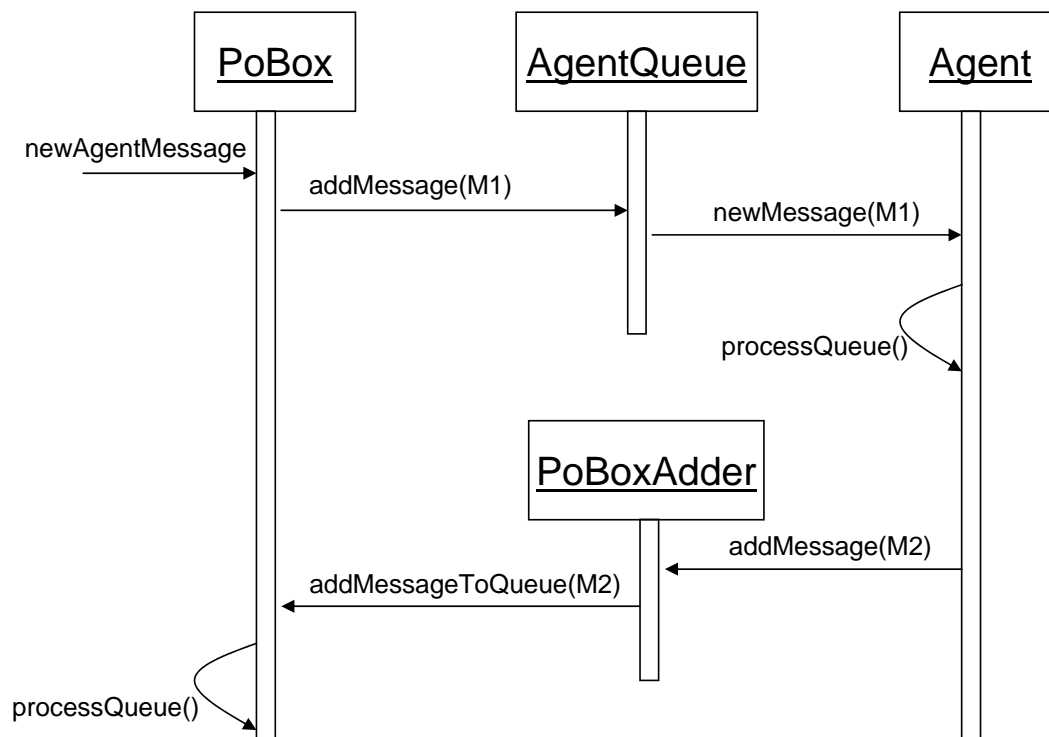 PoBox
AgentQueue
Agent
newAgentMessage
addMessage(M1)
newMessage(M1)
processQueue()
PoBoxAdder
addMessage(M2)
addMessageToQueue(M2)
processQueue()